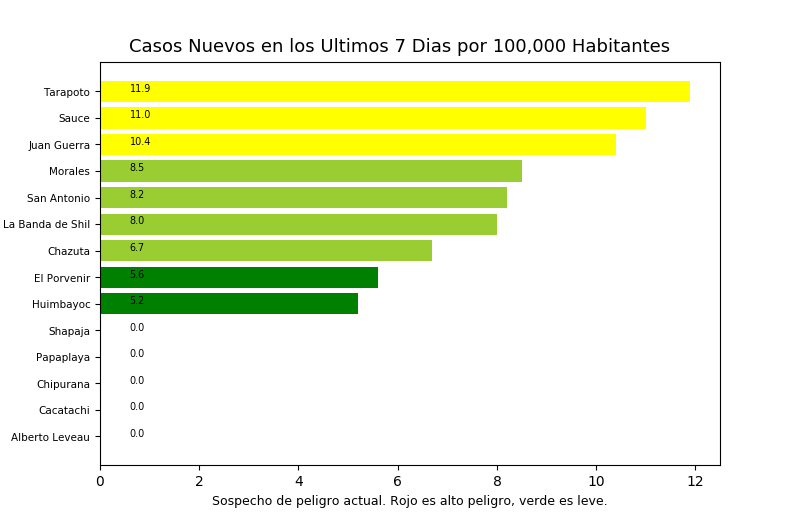 Casos Nuevos en los Ultimos 7 Dias por 100,000 Habitantes
Tarapoto 11.9
Sauce 11.0
Juan Guerra 10.4
Morales 8.5
San Antonio 8.2
La Banda de Shil 8.0
Chazuta 6.7
El Porvenir 5.6
Huimbayoc 5.2
Shapaja 0.0
Papaplaya 0.0
Chipurana 0.0
Cacatachi 0.0
Alberto Leveau 0.0
0 2 4 6 8 10 12
Sospecho de peligro actual. Rojo es alto peligro, verde es leve.